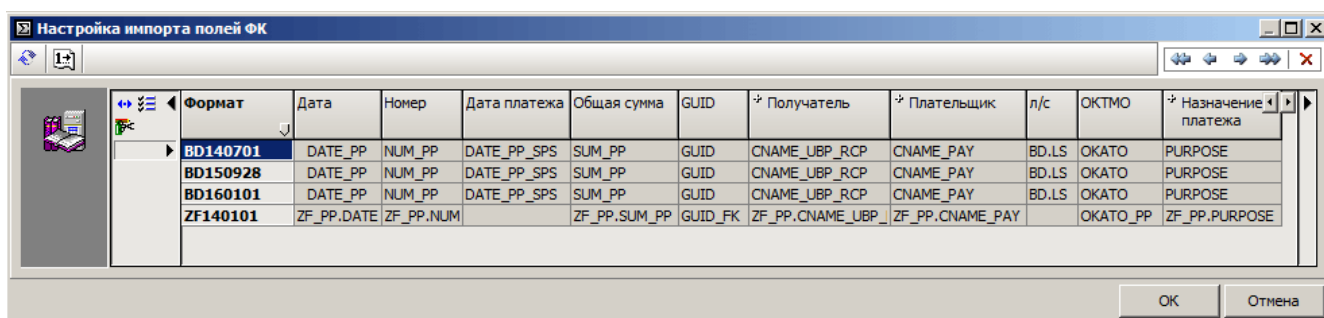 Настройка импорта полей ФК
Формат Дата Номер Дата платежа Общая сумма GUID Получатель Плательщик л/с ОКТМО Назначение платежа
BD140701 DATE_PP NUM_PP DATE_PP_SPS SUM_PP GUID CNAME_UBP_RCP CNAME_PAY BD.LS OKATO PURPOSE
BD150928 DATE_PP NUM_PP DATE_PP_SPS SUM_PP GUID CNAME_UBP_RCP CNAME_PAY BD.LS OKATO PURPOSE
BD160101 DATE_PP NUM_PP DATE_PP_SPS SUM_PP GUID CNAME_UBP_RCP CNAME_PAY BD.LS OKATO PURPOSE
ZF140101 ZF_PP.DATE ZF_PP.NUM ZF_PP.SUM_PP GUID_FK ZF_PP.CNAME_UBP_ ZF_PP.CNAME_PAY OKATO_PP ZF_PP.PURPOSE
OK Отмена